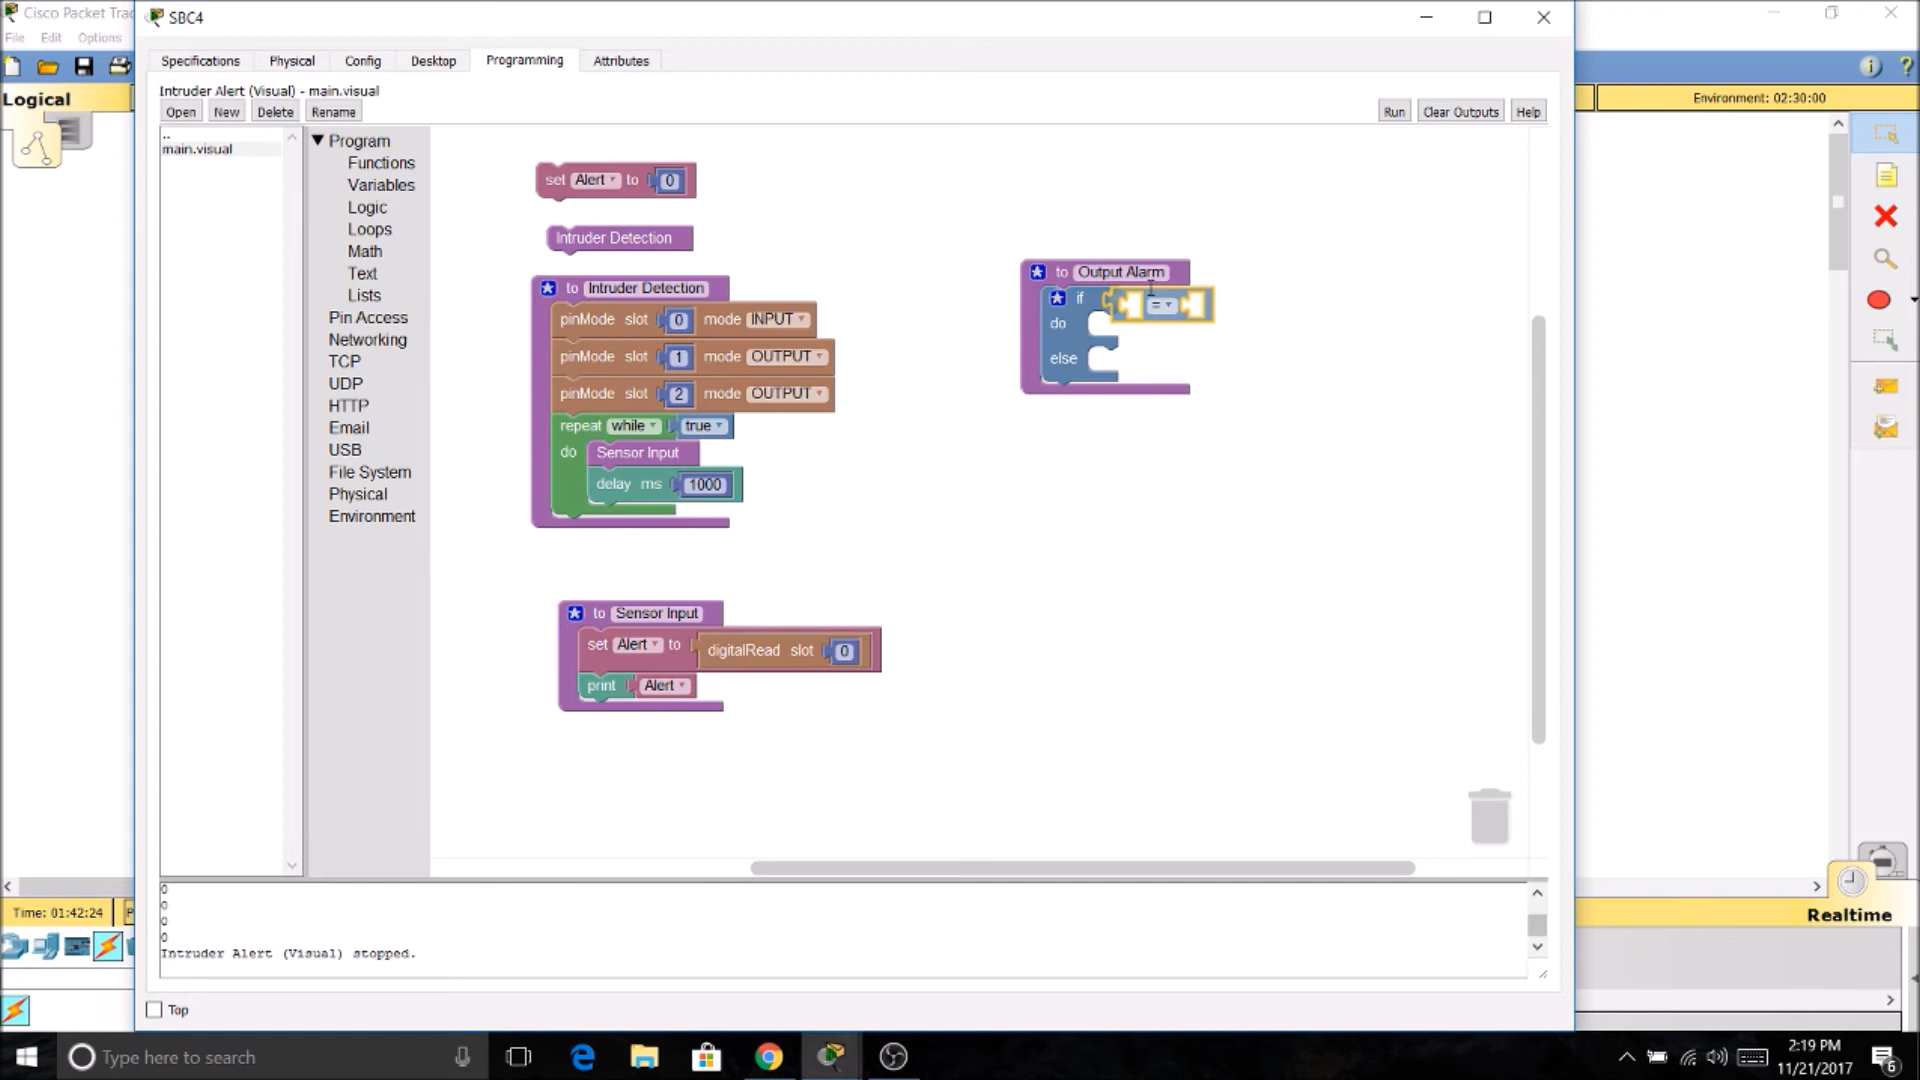 Cisco Packet Tra
File Edit Options
SBC4
Specifications Physical Config Desktop Programming Attributes
Intruder Alert (Visual) - main.visual
Open New Delete Rename
Run Clear Outputs Help
Logical
Environment: 02:30:00
..
main.visual
Program
Functions
Variables
Logic
Loops
Math
Text
Lists
Pin Access
Networking
TCP
UDP
HTTP
Email
USB
File System
Physical
Environment
set Alert to 0
Intruder Detection
to Intruder Detection
pinMode slot 0 mode INPUT
pinMode slot 1 mode OUTPUT
pinMode slot 2 mode OUTPUT
repeat while true
do Sensor Input
delay ms 1000
to Sensor Input
set Alert to digitalRead slot 0
print Alert
to Output Alarm
if =
do
else
0
0
0
0
Intruder Alert (Visual) stopped.
Top
Time: 01:42:24 P
Realtime
Type here to search
2:19 PM
11/21/2017
6